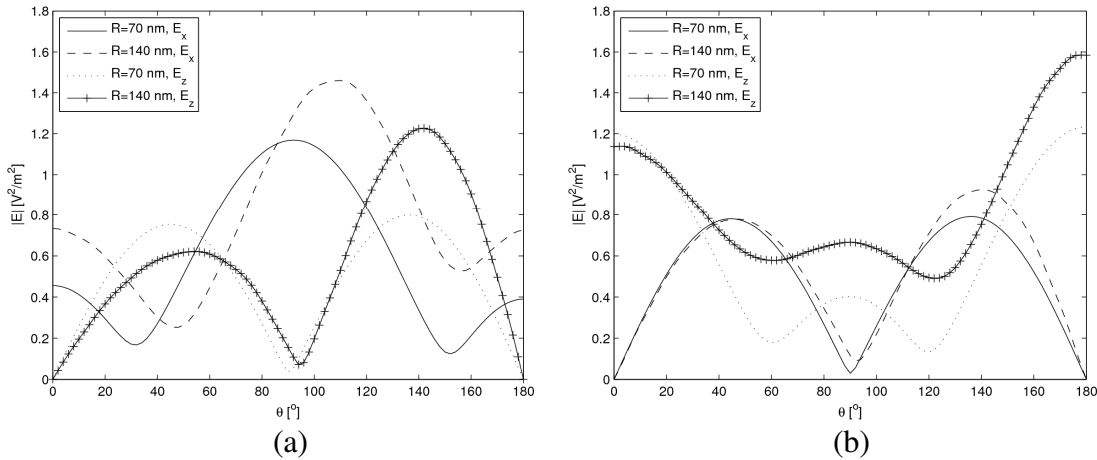 1.8
1.6
1.4
1.2
1
0.8
0.6
0.4
0.2
0
|E| [V²/m²]
R=70 nm, Eₓ
R=140 nm, Eₓ
R=70 nm, E_z
R=140 nm, E_z
0 20 40 60 80 100 120 140 160 180
θ [°]
(a)
1.8
1.6
1.4
1.2
1
0.8
0.6
0.4
0.2
0
|E| [V²/m²]
R=70 nm, Eₓ
R=140 nm, Eₓ
R=70 nm, E_z
R=140 nm, E_z
0 20 40 60 80 100 120 140 160 180
θ [°]
(b)